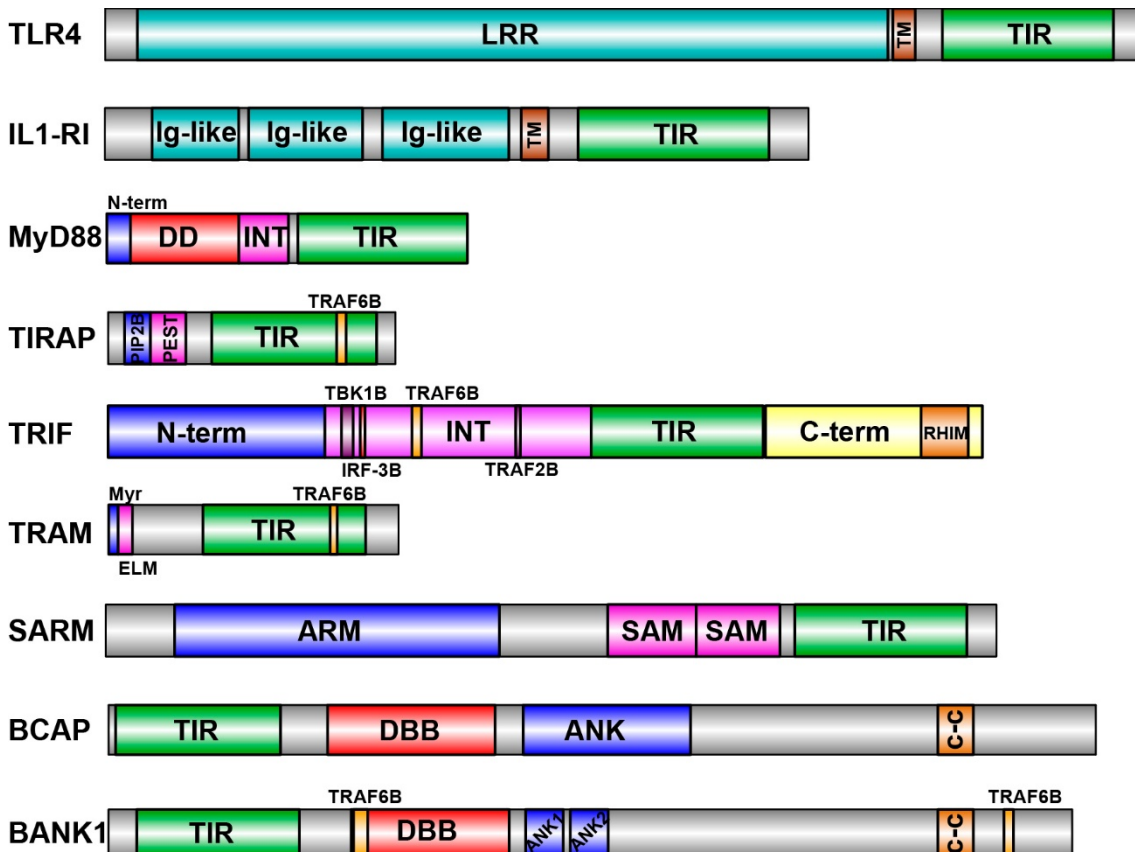 TLR4 LRR TM TIR
IL1-RI Ig-like Ig-like Ig-like TM TIR
N-term
MyD88 DD INT TIR
TRAF6B
TIRAP PIP2B PEST TIR
TBK1B TRAF6B
TRIF N-term INT TIR C-term RHIM
IRF-3B TRAF2B
Myr TRAF6B
TRAM TIR
ELM
SARM ARM SAM SAM TIR
BCAP TIR DBB ANK C-C
TRAF6B TRAF6B
BANK1 TIR DBB ANK1 ANK2 C-C